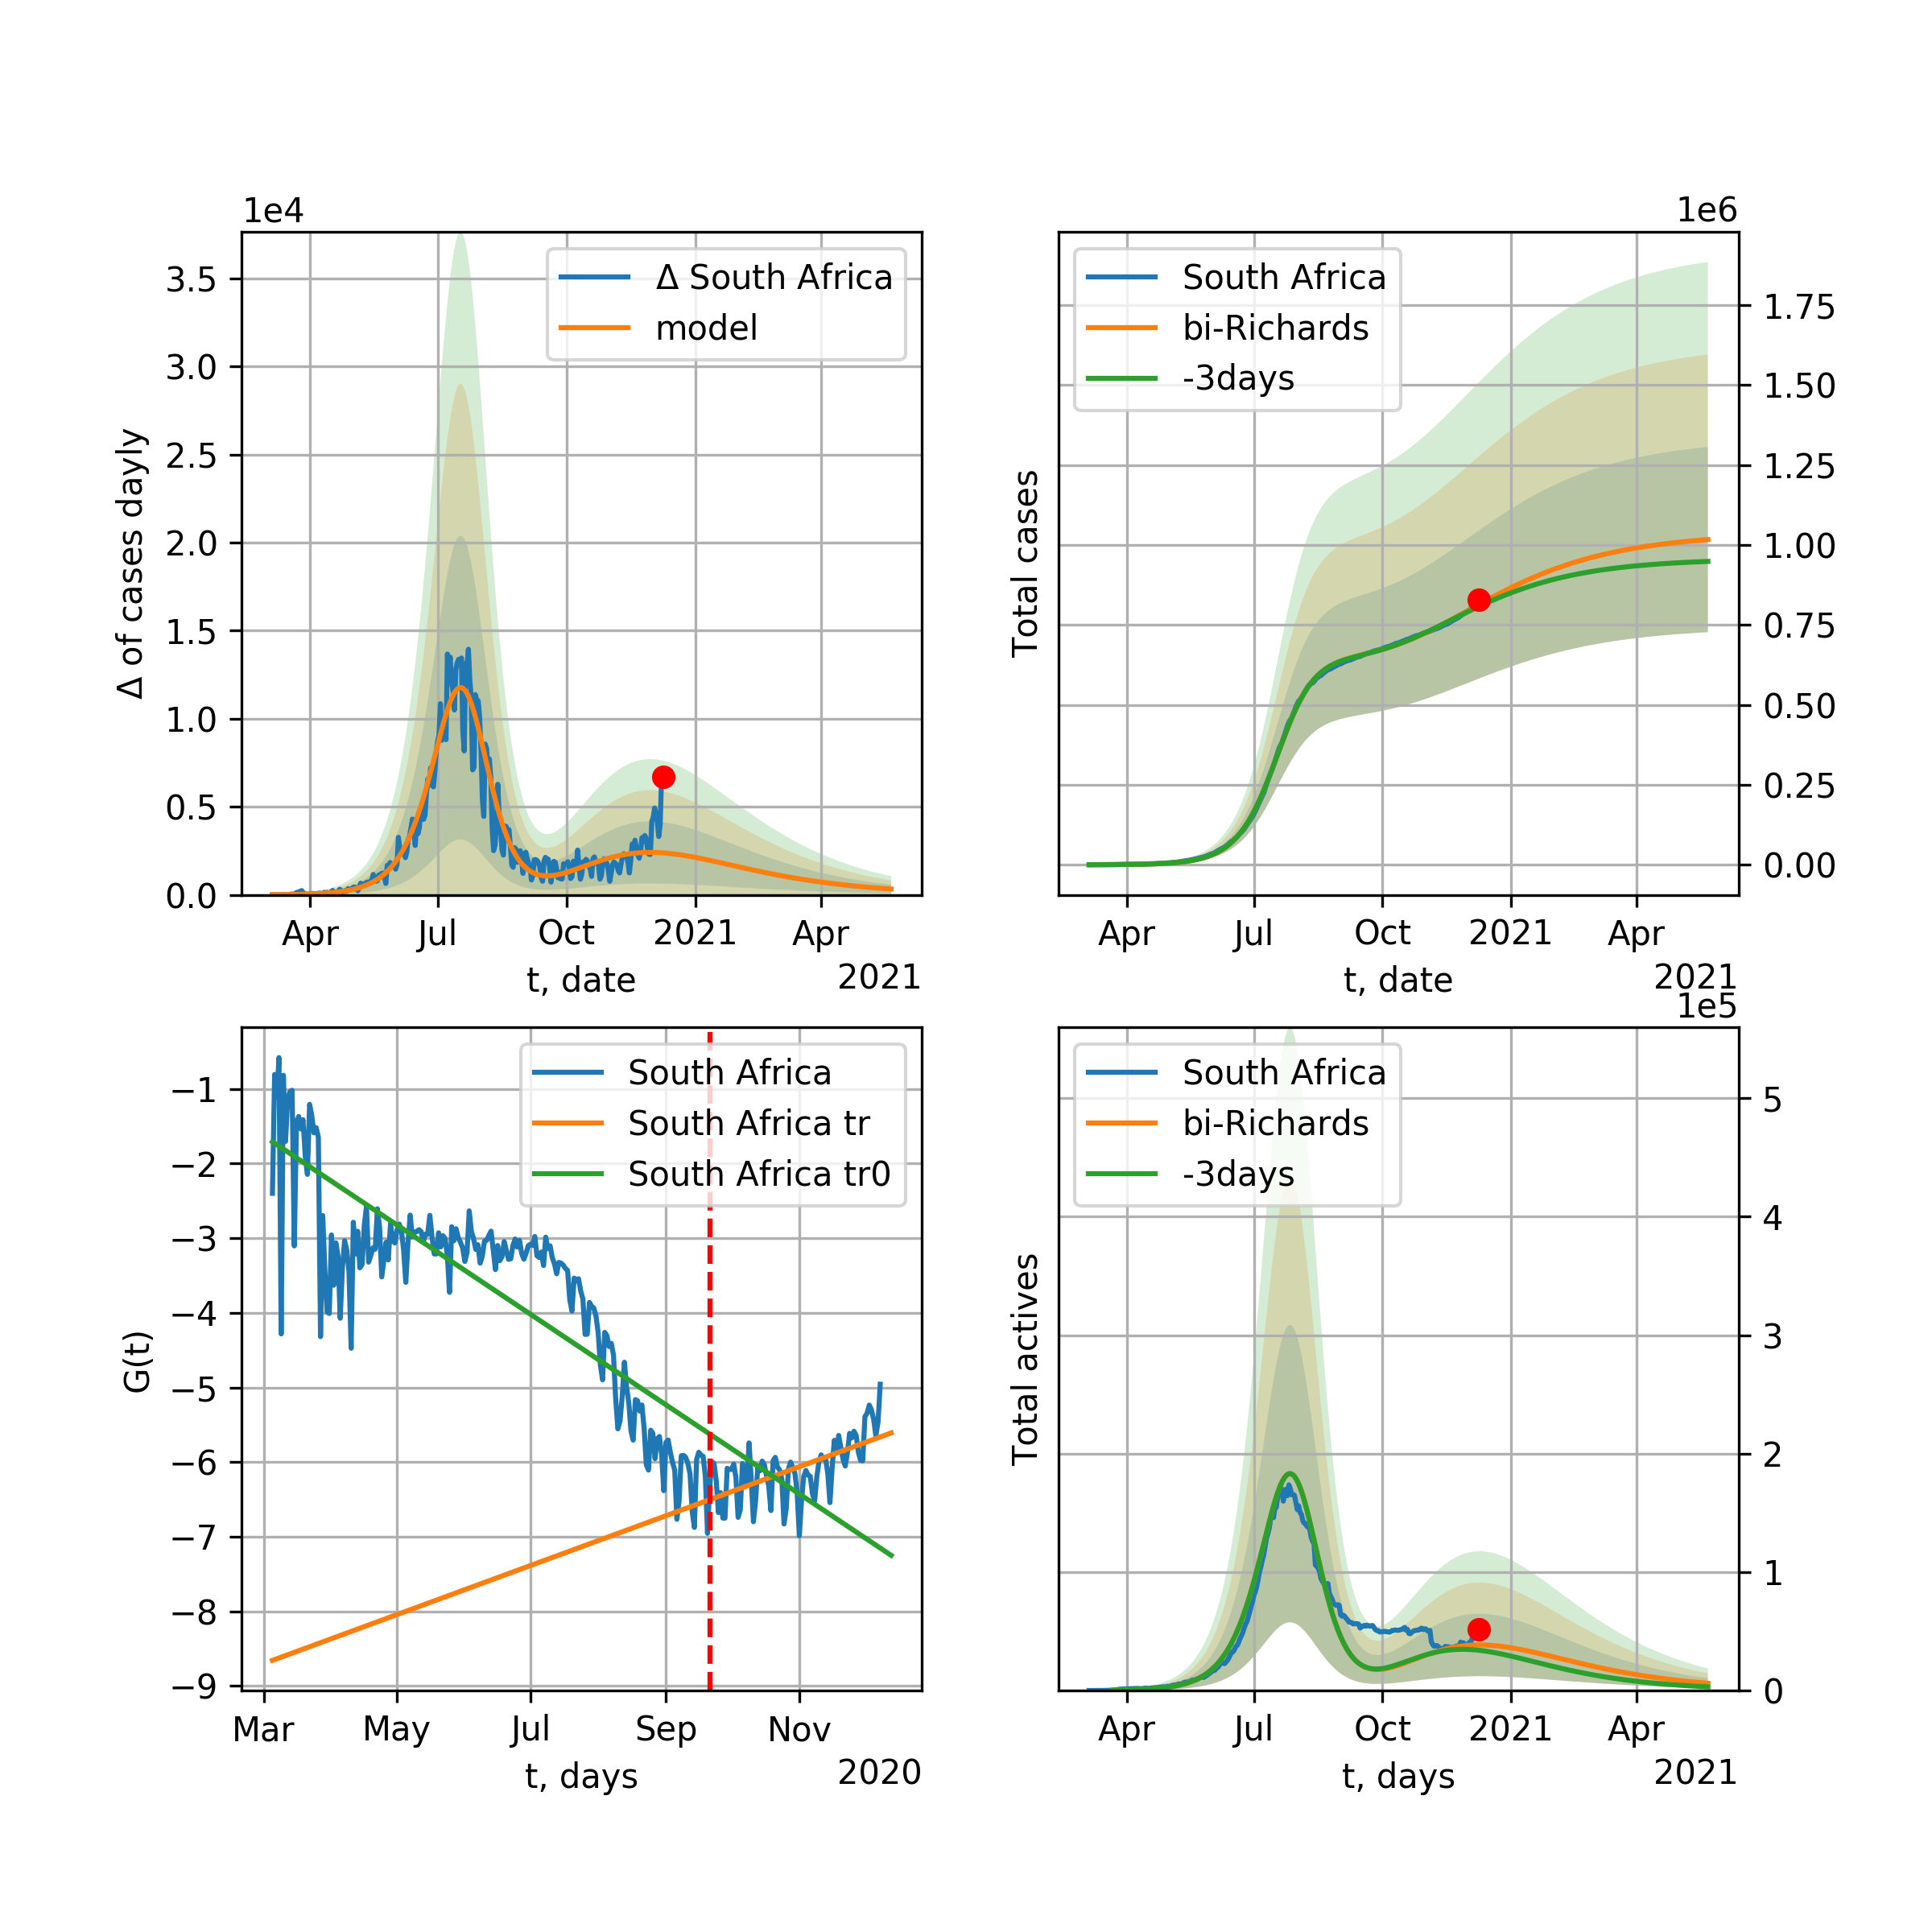 1e4
Δ of cases dayly
3.5
3.0
2.5
2.0
1.5
1.0
0.5
0.0
Δ South Africa
model
Apr Jul Oct 2021 Apr
t, date
2021
1e6
Total cases
South Africa
bi-Richards
-3days
1.75
1.50
1.25
1.00
0.75
0.50
0.25
0.00
Apr Jul Oct 2021 Apr
t, date
2021
G(t)
−1
−2
−3
−4
−5
−6
−7
−8
−9
South Africa
South Africa tr
South Africa tr0
Mar May Jul Sep Nov
t, days
2020
1e5
Total actives
South Africa
bi-Richards
-3days
5
4
3
2
1
0
Apr Jul Oct 2021 Apr
t, days
2021